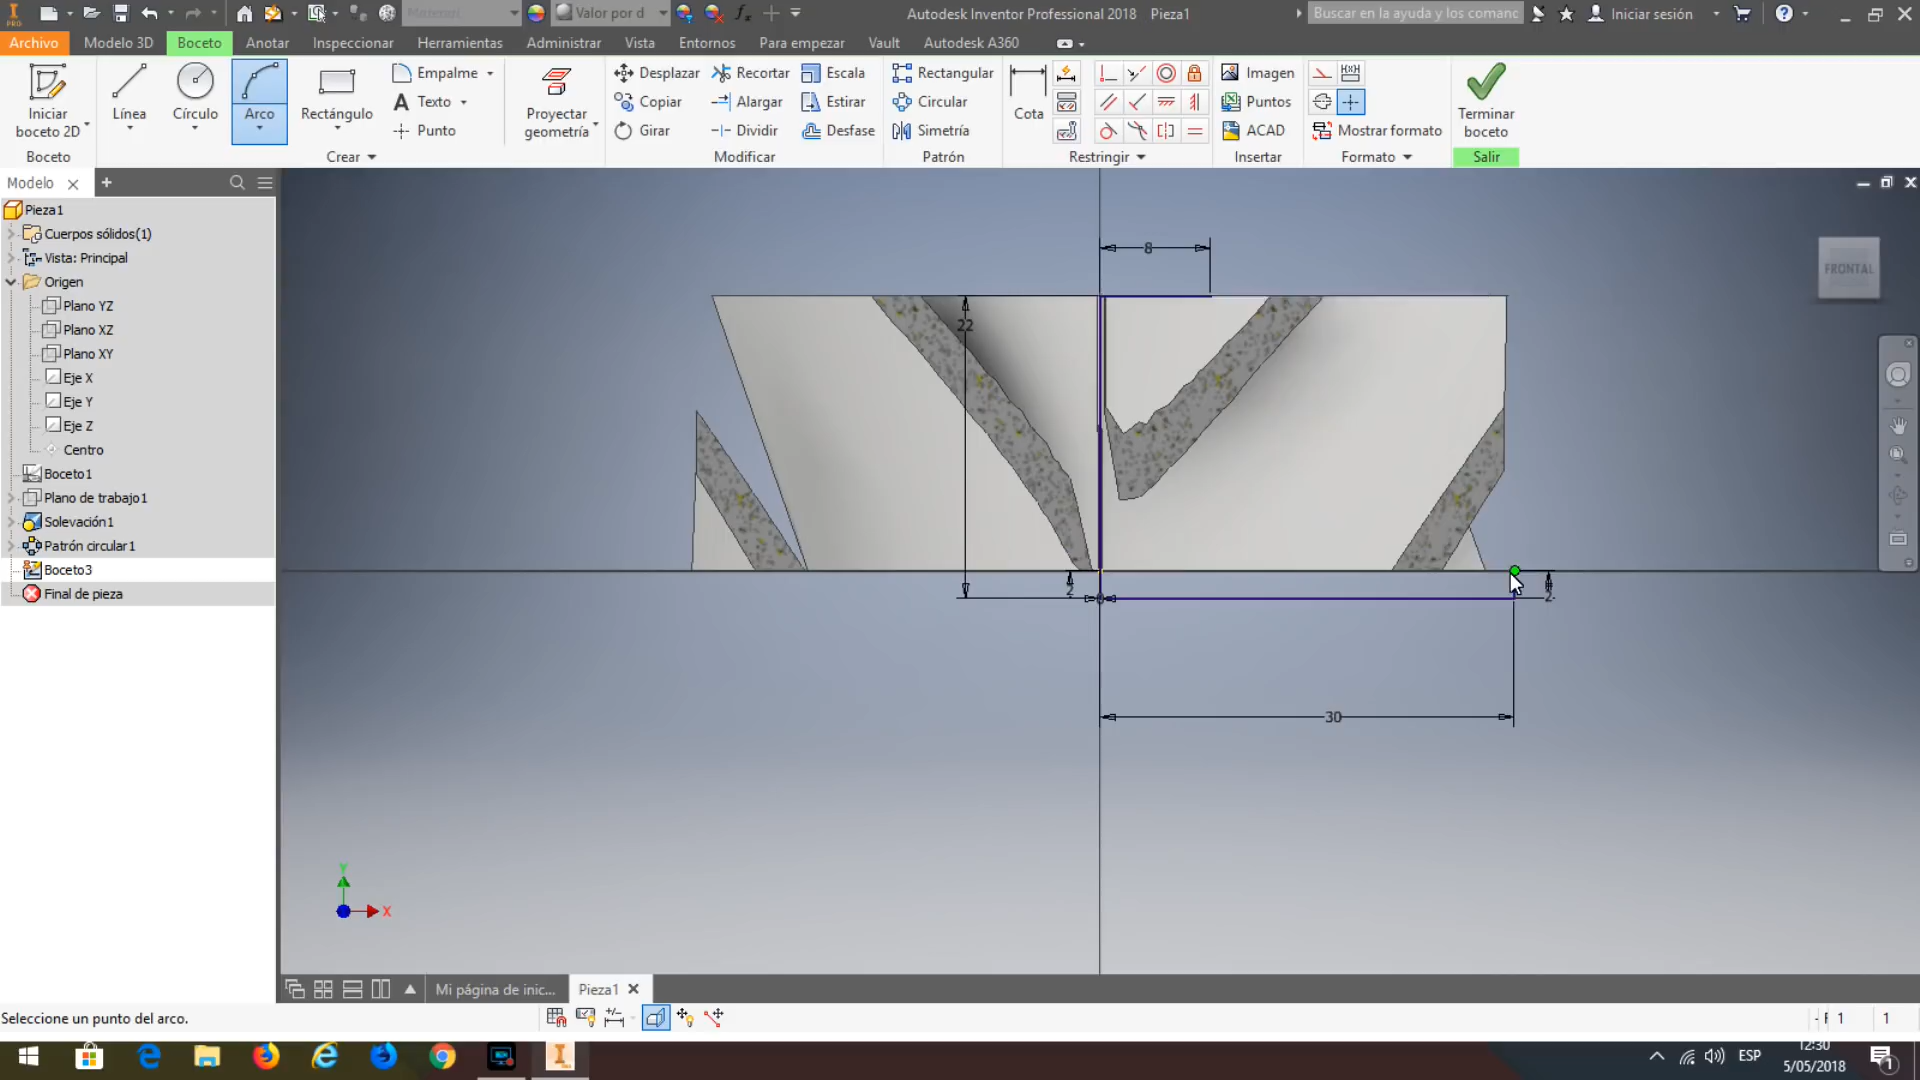 Material
Valor por d
Autodesk Inventor Professional 2018 Pieza1
Buscar en la ayuda y los comanc
Iniciar sesión
PRO
Archivo Modelo 3D Boceto Anotar Inspeccionar Herramientas Administrar Vista Entornos Para empezar Vault Autodesk A360
Iniciar boceto 2D
Línea
Círculo
Arco
Rectángulo
Empalme
Texto
Punto
Proyectar geometría
Desplazar Recortar Escala
Copiar Alargar Estirar
Girar Dividir Desfase
Rectangular
Circular
Simetría
Cota
Imagen
Puntos
ACAD
Mostrar formato
Terminar boceto
Boceto Crear Modificar Patrón Restringir Insertar Formato Salir
Modelo
Pieza1
Cuerpos sólidos(1)
Vista: Principal
Origen
Plano YZ
Plano XZ
Plano XY
Eje X
Eje Y
Eje Z
Centro
Boceto1
Plano de trabajo1
Solevación1
Patrón circular1
Boceto3
Final de pieza
8
22
2
2
30
FRONTAL
Y
X
Mi página de inic... Pieza1
Seleccione un punto del arco.
1 1
ESP
12:30
5/05/2018